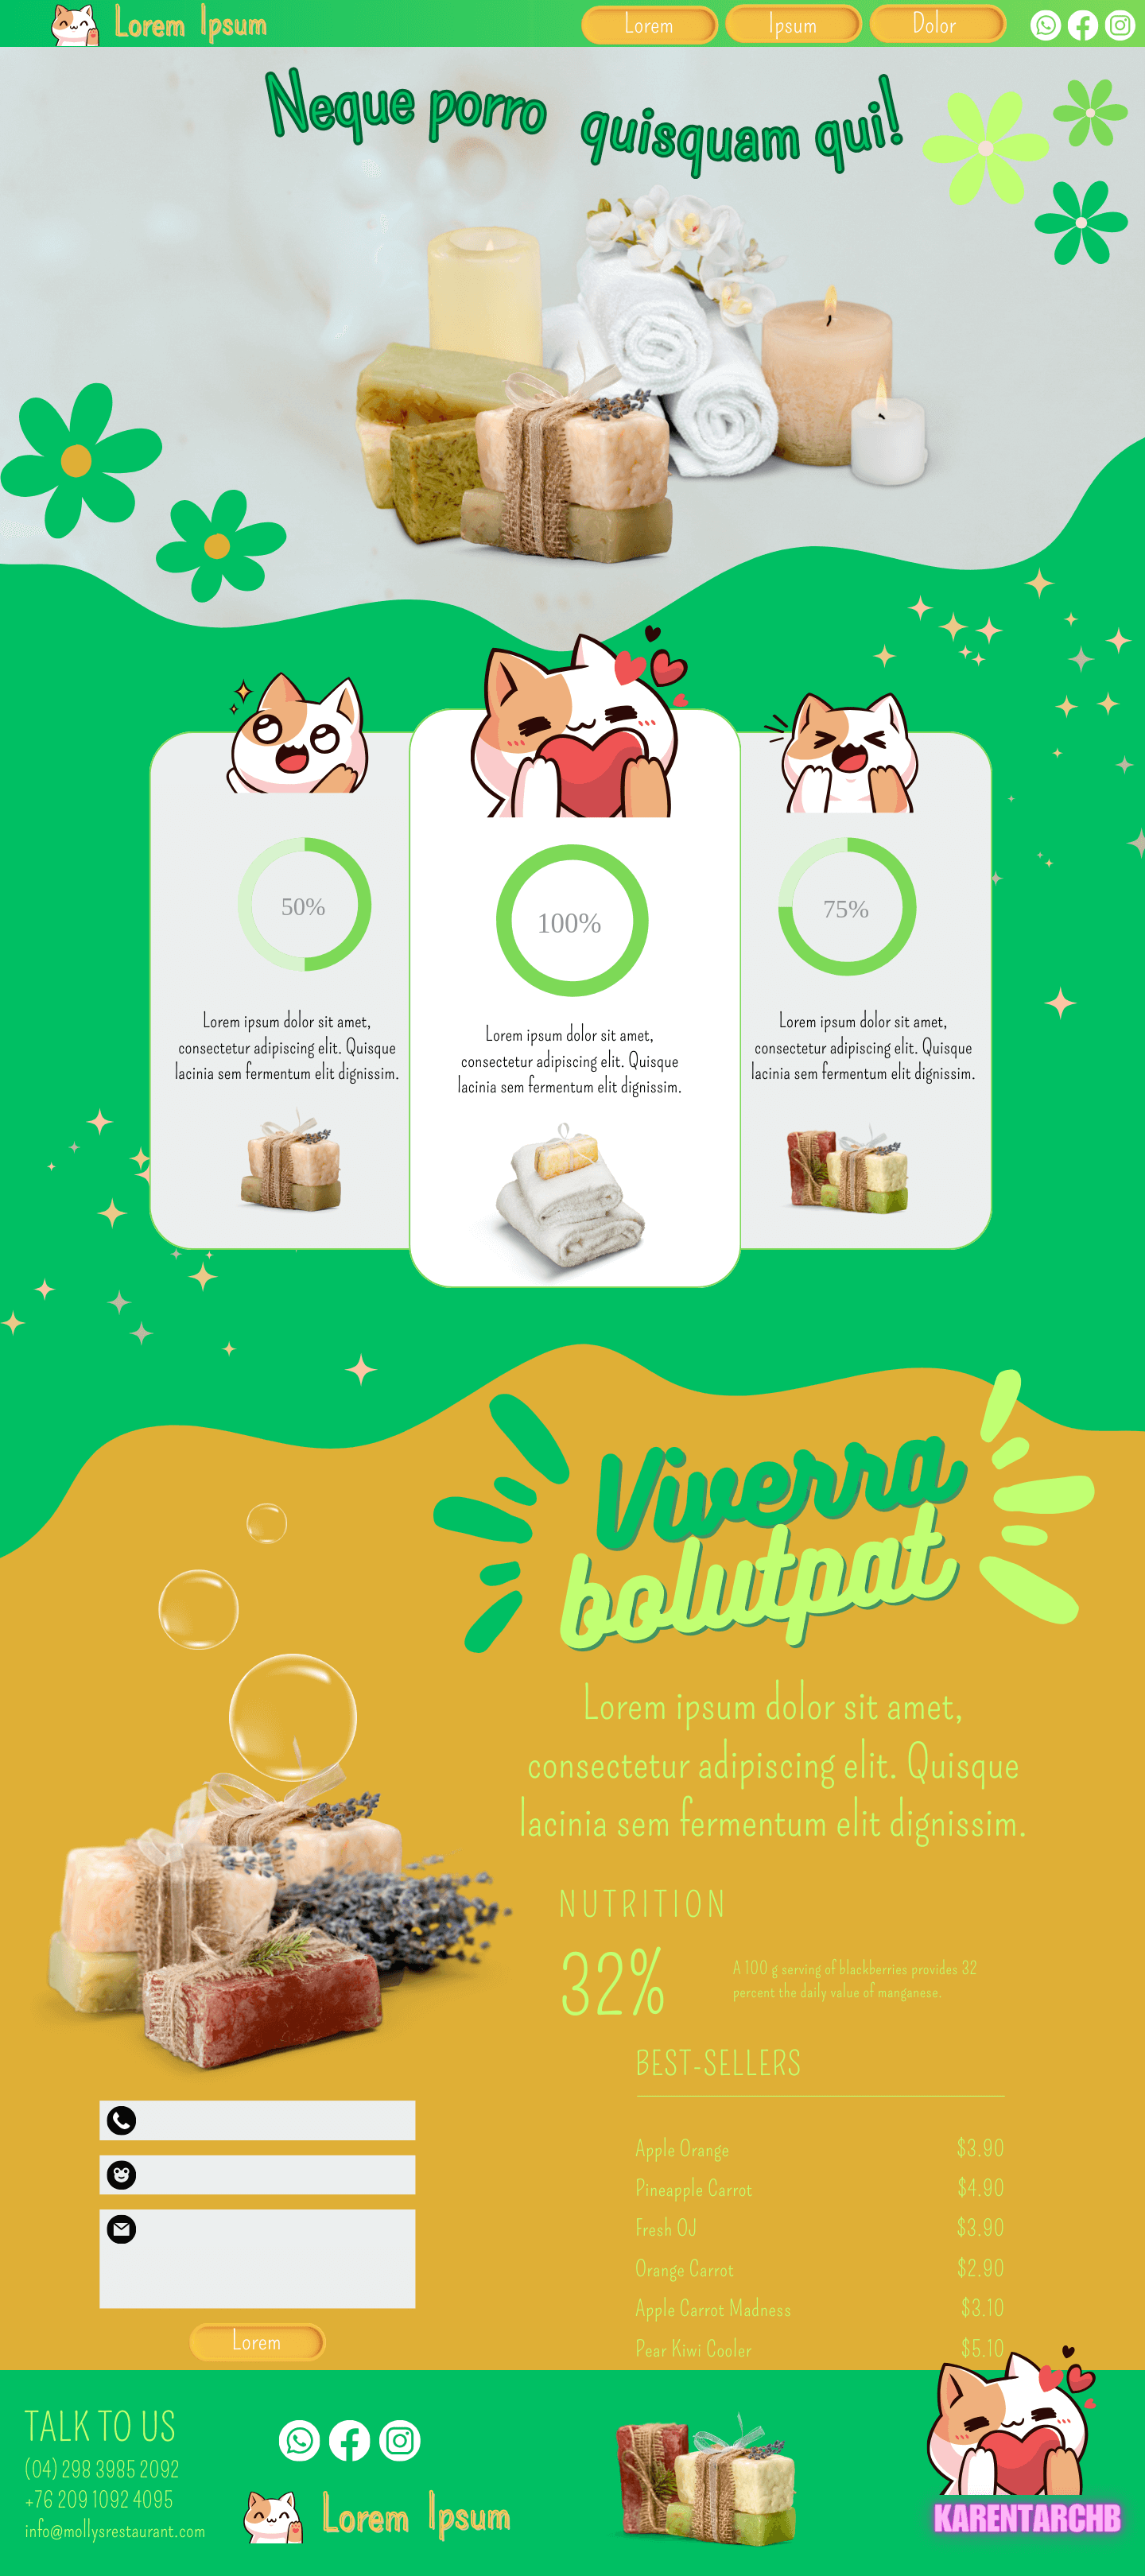 Lorem Ipsum
Lorem
Ipsum
Dolor
Neque porro quisquam qui!
50%
Lorem ipsum dolor sit amet,
consectetur adipiscing elit. Quisque
lacinia sem fermentum elit dignissim.
100%
Lorem ipsum dolor sit amet,
consectetur adipiscing elit. Quisque
lacinia sem fermentum elit dignissim.
75%
Lorem ipsum dolor sit amet,
consectetur adipiscing elit. Quisque
lacinia sem fermentum elit dignissim.
Viverra
bolutpat
Lorem ipsum dolor sit amet,
consectetur adipiscing elit. Quisque
lacinia sem fermentum elit dignissim.
NUTRITION
32%
A 100 g serving of blackberries provides 32
percent the daily value of manganese.
BEST-SELLERS
Apple Orange $3.90
Pineapple Carrot $4.90
Fresh OJ $3.90
Orange Carrot $2.90
Apple Carrot Madness $3.10
Pear Kiwi Cooler $5.10
Lorem
TALK TO US
(04) 298 3985 2092
+76 209 1092 4095
info@mollysrestaurant.com
Lorem Ipsum
KARENTARCHB